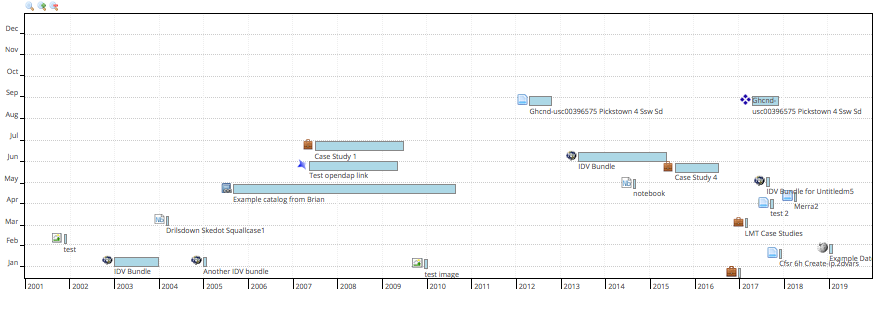 Dec
Nov
Oct
Sep
Ghcnd-
Ghcnd-usc00396575 Pickstown 4 Ssw Sd
usc00396575 Pickstown 4 Ssw Sd
Aug
Jul
Case Study 1
Jun
IDV Bundle
Test opendap link
Case Study 4
May
IDV Bundle for Untitledm5
notebook
Example catalog from Brian
Apr
Merra2
test 2
Mar
Drilsdown Skedot Squallcase1
LMT Case Studies
Feb
test
Example Dat
Cfsr 6h Create-Ip.2dvars
Jan
IDV Bundle
Another IDV bundle
test image
2001 2002 2003 2004 2005 2006 2007 2008 2009 2010 2011 2012 2013 2014 2015 2016 2017 2018 2019